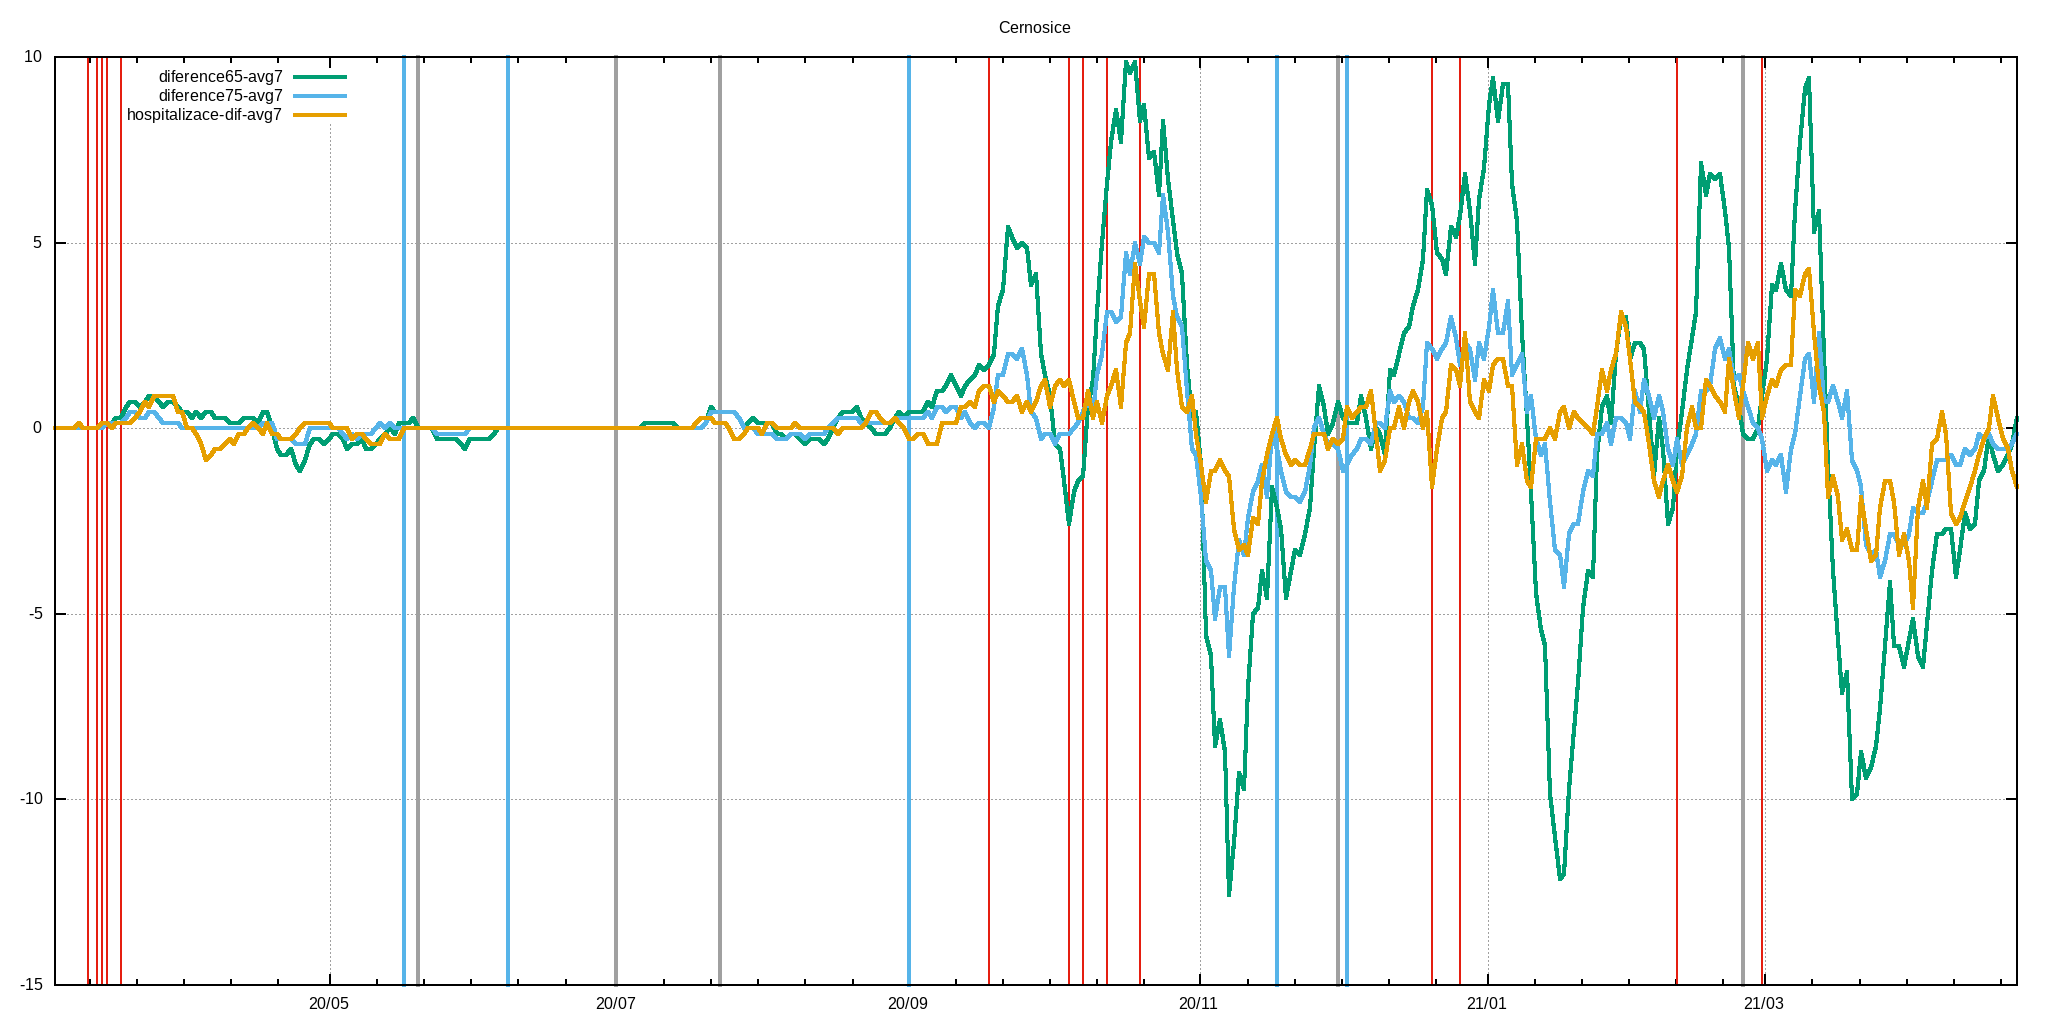 Cernosice
10
diference65-avg7
diference75-avg7
hospitalizace-dif-avg7
5
0
-5
-10
-15
20/05 20/07 20/09 20/11 21/01 21/03